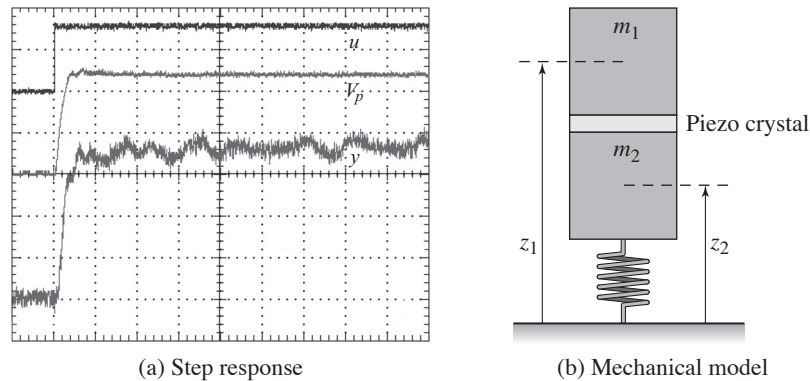 u
V_p
y
(a) Step response
m_1
Piezo crystal
m_2
z_1
z_2
(b) Mechanical model